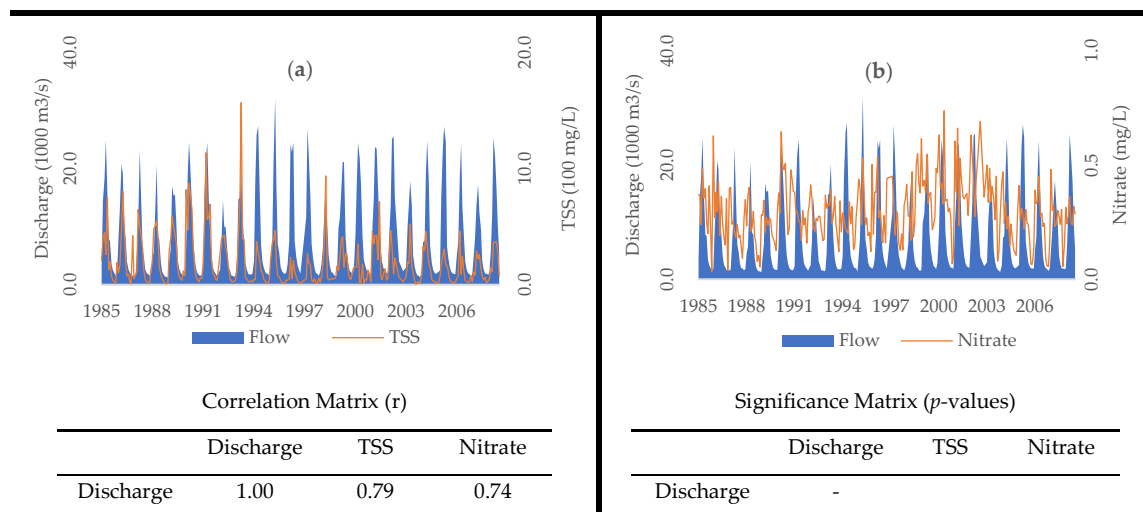 (a)
40.0
20.0
0.0
Discharge (1000 m3/s)
20.0
10.0
0.0
TSS (100 mg/L)
1985 1988 1991 1994 1997 2000 2003 2006
Flow TSS
(b)
40.0
20.0
0.0
Discharge (1000 m3/s)
1.0
0.5
0.0
Nitrate (mg/L)
1985 1988 1991 1994 1997 2000 2003 2006
Flow Nitrate
Correlation Matrix (r)
Discharge TSS Nitrate
Discharge 1.00 0.79 0.74
Significance Matrix (p-values)
Discharge TSS Nitrate
Discharge -